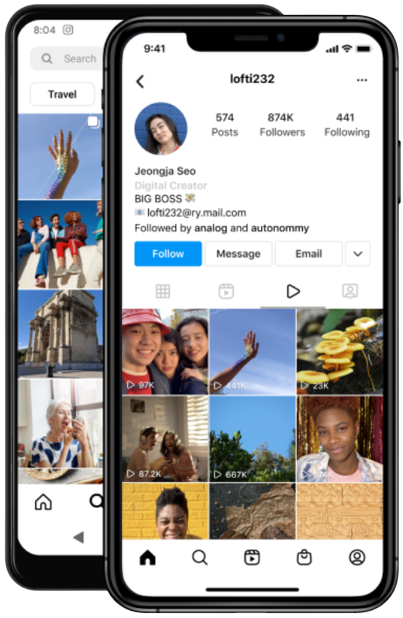 8:04
Search
Travel
9:41
lofti232
574 874K 441
Posts Followers Following
Jeongja Seo
Digital Creator
BIG BOSS
lofti232@ry.mail.com
Followed by analog and autonommy
Follow Message Email
97K 441K 23K
87.2K 667K